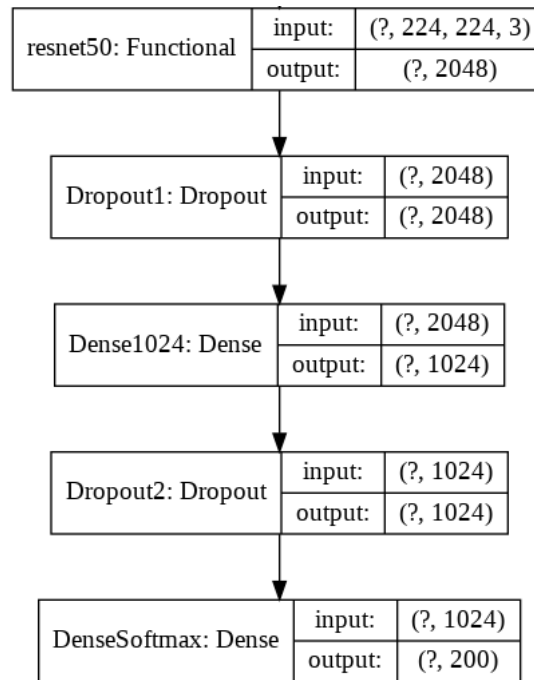 resnet50: Functional
input: (?, 224, 224, 3)
output: (?, 2048)
Dropout1: Dropout
input: (?, 2048)
output: (?, 2048)
Dense1024: Dense
input: (?, 2048)
output: (?, 1024)
Dropout2: Dropout
input: (?, 1024)
output: (?, 1024)
DenseSoftmax: Dense
input: (?, 1024)
output: (?, 200)